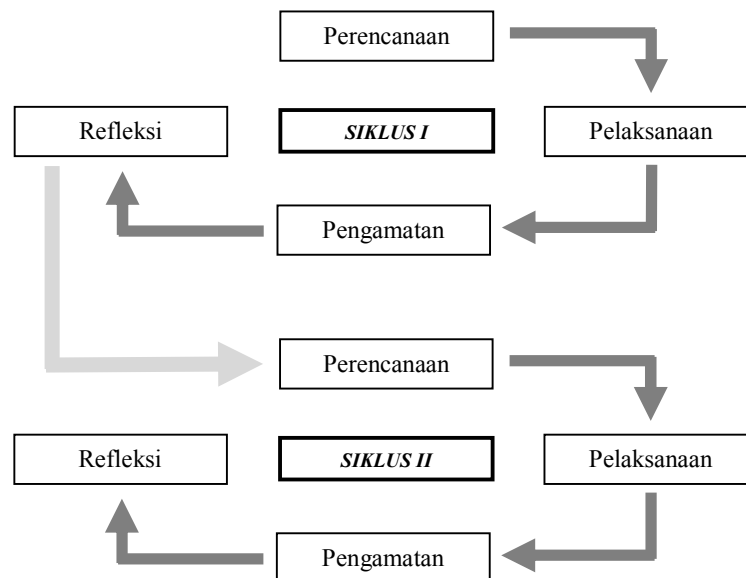 Perencanaan
Refleksi
SIKLUS I
Pelaksanaan
Pengamatan
Perencanaan
Refleksi
SIKLUS II
Pelaksanaan
Pengamatan